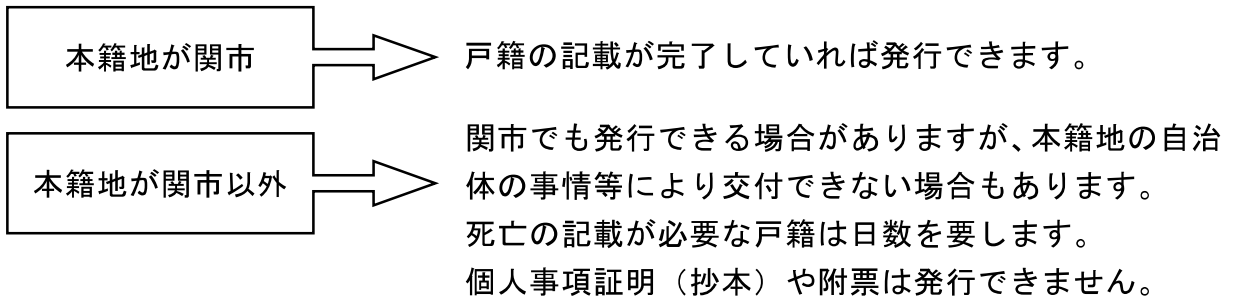 本籍地が関市
戸籍の記載が完了していれば発行できます。
本籍地が関市以外
関市でも発行できる場合がありますが、本籍地の自治
体の事情等により交付できない場合もあります。
死亡の記載が必要な戸籍は日数を要します。
個人事項証明（抄本）や附票は発行できません。